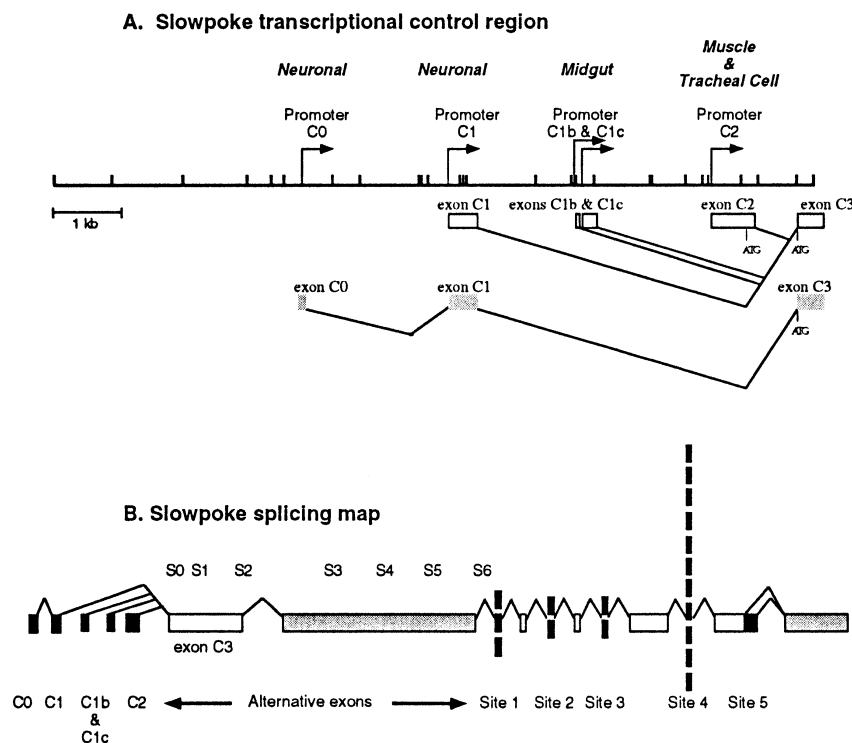 A. Slowpoke transcriptional control region
Muscle
&
Tracheal Cell
Neuronal Neuronal Midgut
Promoter C0
Promoter C1
Promoter C1b & C1c
Promoter C2
1 kb
exon C1 exons C1b & C1c exon C2 exon C3
ATG ATG
exon C0 exon C1 exon C3
ATG
B. Slowpoke splicing map
S0 S1 S2 S3 S4 S5 S6
exon C3
C0 C1 C1b & C1c C2 Alternative exons Site 1 Site 2 Site 3 Site 4 Site 5